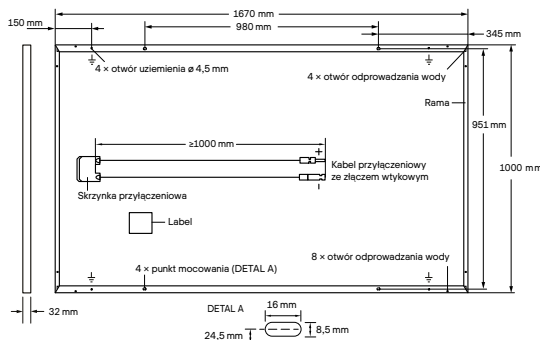 1670 mm
150 mm
980 mm
345 mm
4 × otwór uziemienia ø 4,5 mm
4 × otwór odprowadzania wody
Rama
951 mm
≥1000 mm
+
Kabel przyłączeniowy
ze złączem wtykowym
1000 mm
–
Skrzynka przyłączeniowa
Label
8 × otwór odprowadzania wody
4 × punkt mocowania (DETAL A)
32 mm
DETAL A
16 mm
24,5 mm
8,5 mm